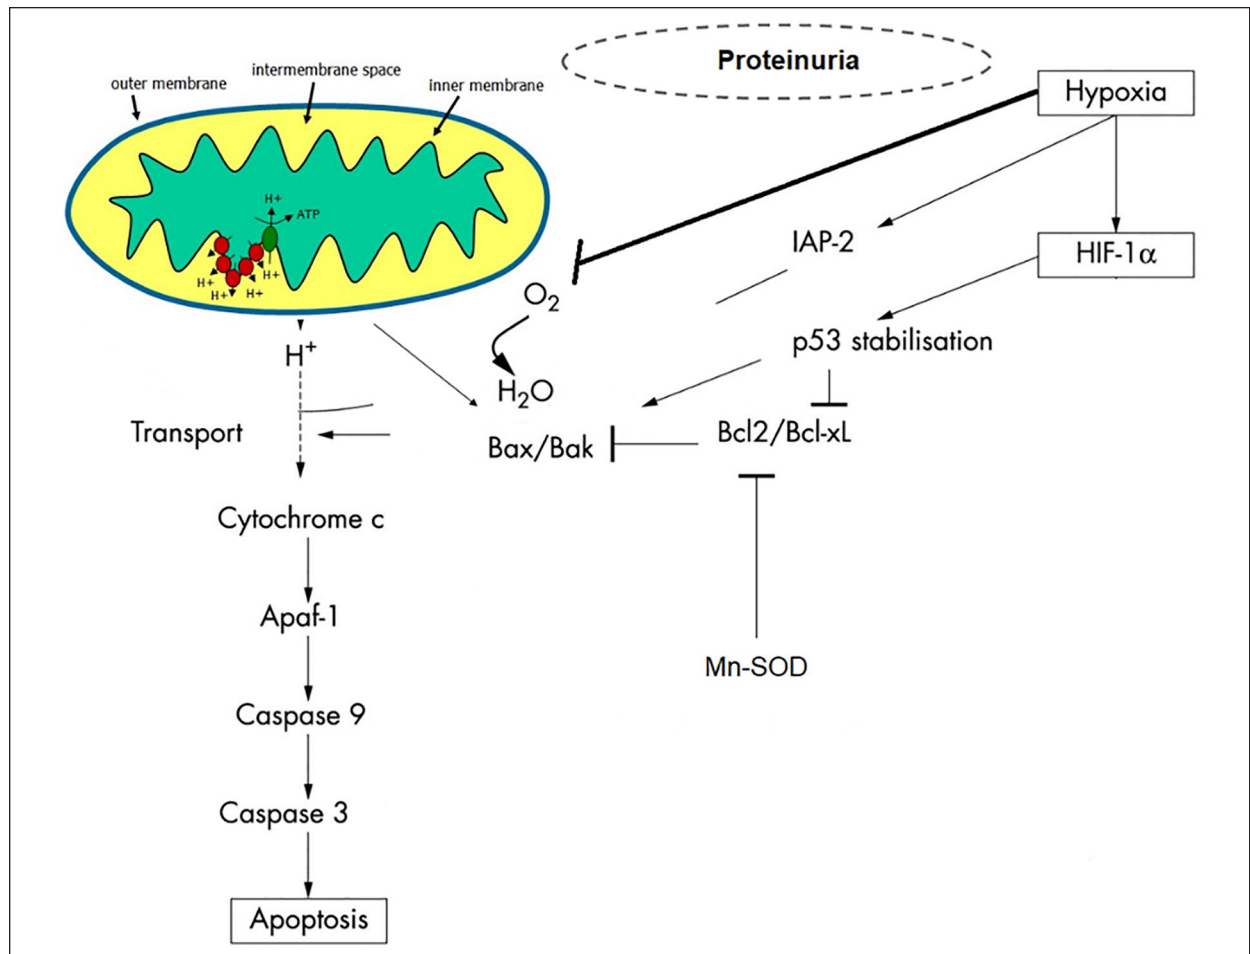 Proteinuria
intermembrane space
outer membrane
inner membrane
Hypoxia
H+
ATP
IAP-2
HIF-1α
H+
H+
H+
H+
O2
p53 stabilisation
H+
H2O
Transport
Bax/Bak
Bcl2/Bcl-xL
Cytochrome c
Apaf-1
Mn-SOD
Caspase 9
Caspase 3
Apoptosis